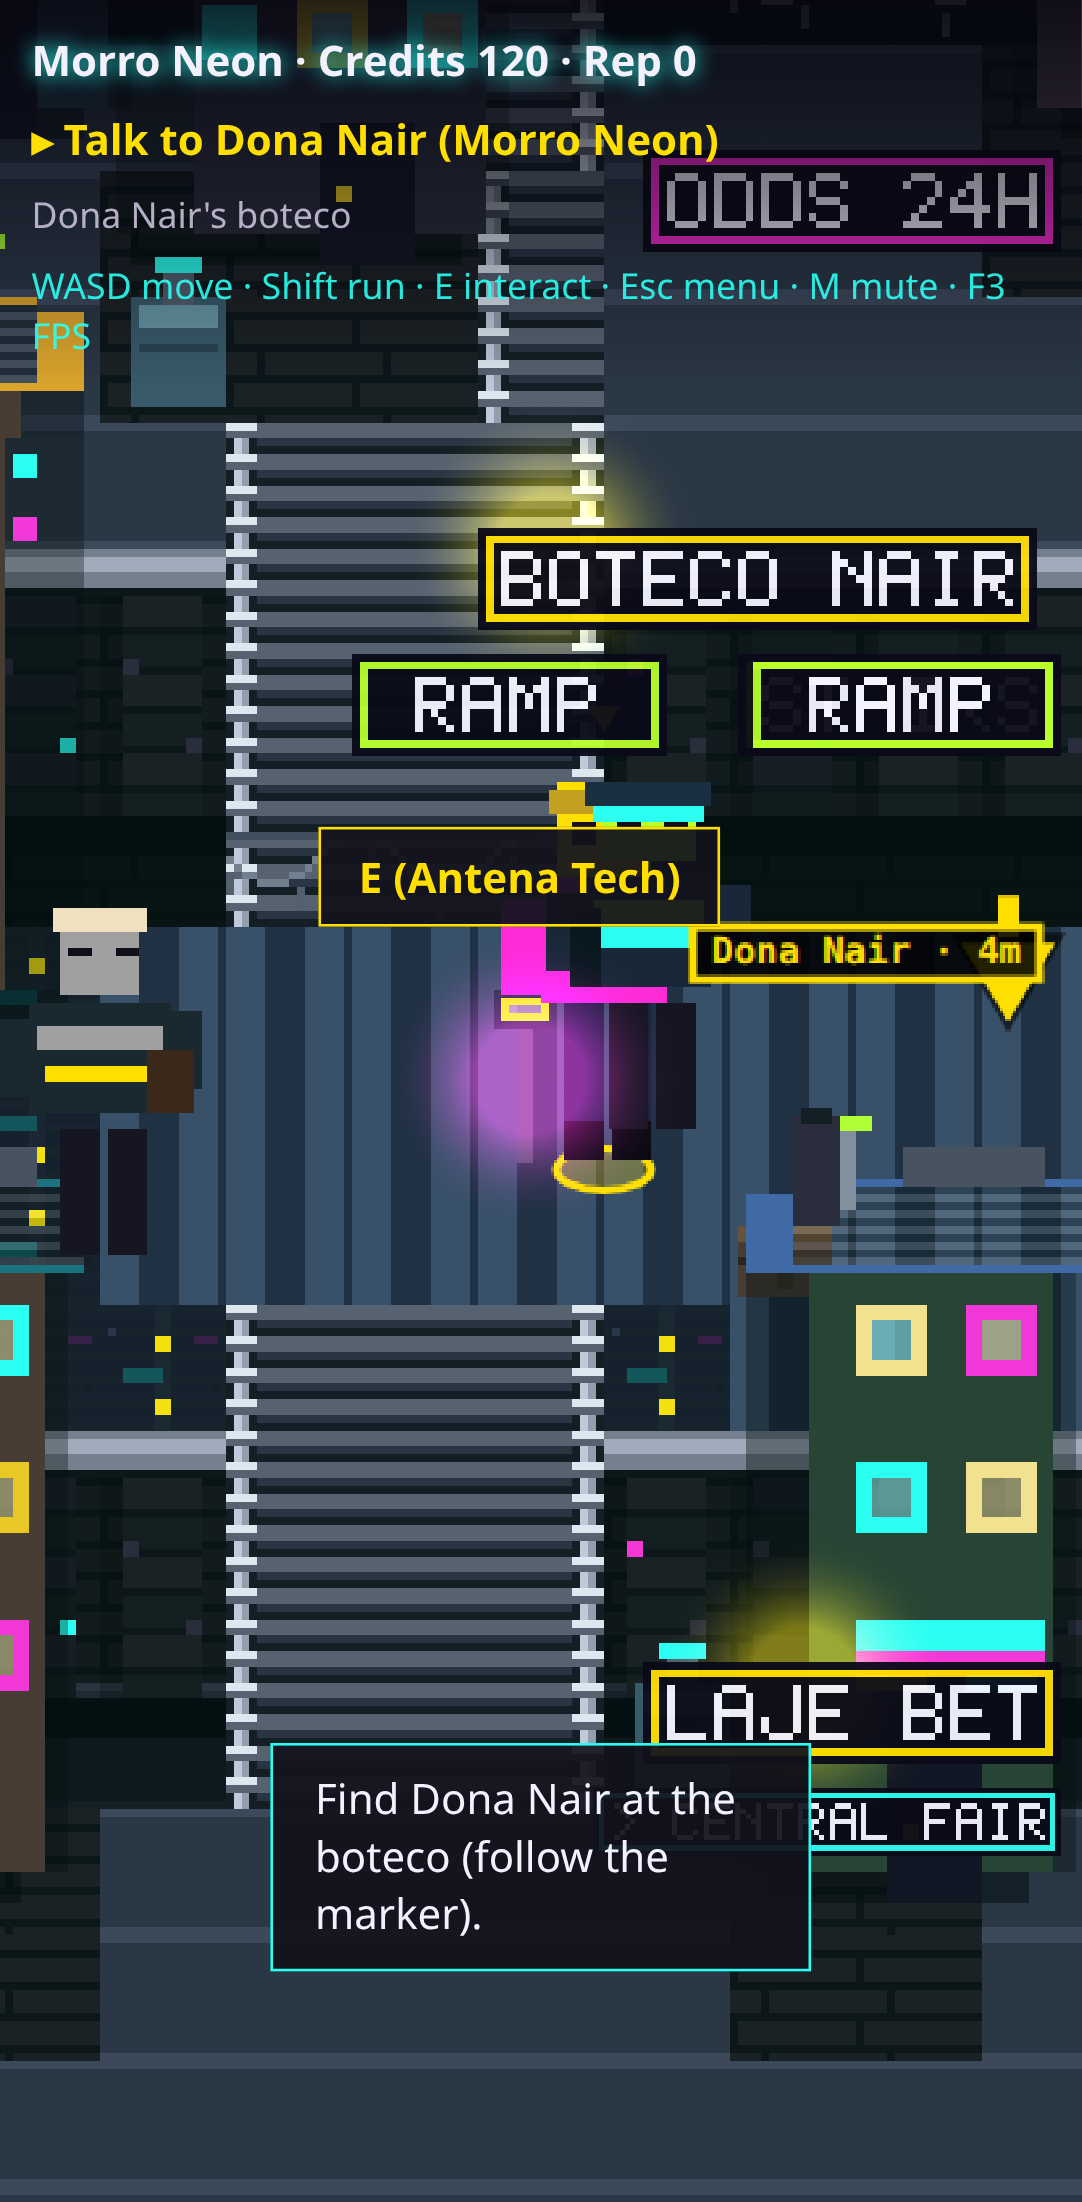 Morro Neon · Credits 120 · Rep 0
▸ Talk to Dona Nair (Morro Neon)
ODDS 24H
Dona Nair's boteco
WASD move · Shift run · E interact · Esc menu · M mute · F3
FPS
BOTECO NAIR
RAMP
RAMP
E (Antena Tech)
Dona Nair · 4m
LAJE BET
CENTRAL FAIR
Find Dona Nair at the
boteco (follow the
marker).